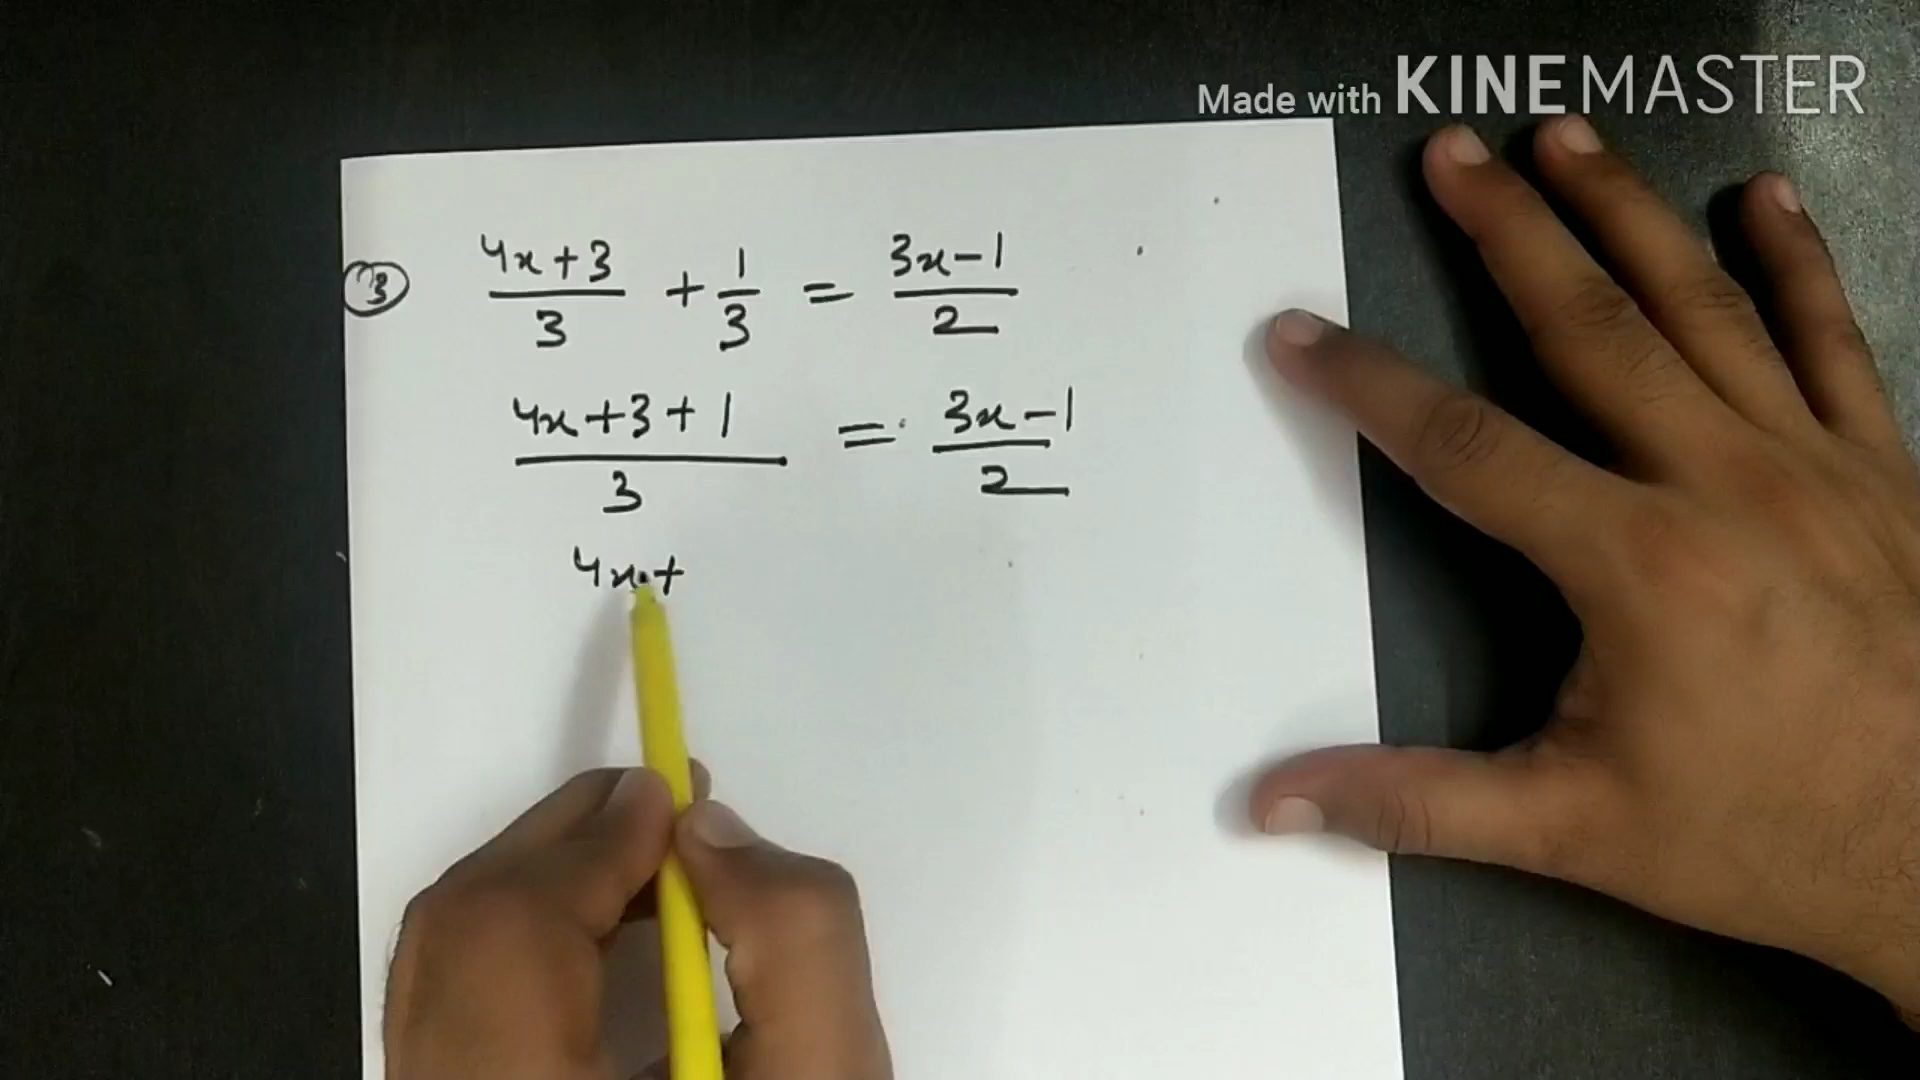 Made with KINEMASTER
③ (4x+3)/3 + 1/3 = (3x-1)/2
(4x+3+1)/3 = (3x-1)/2
4x+